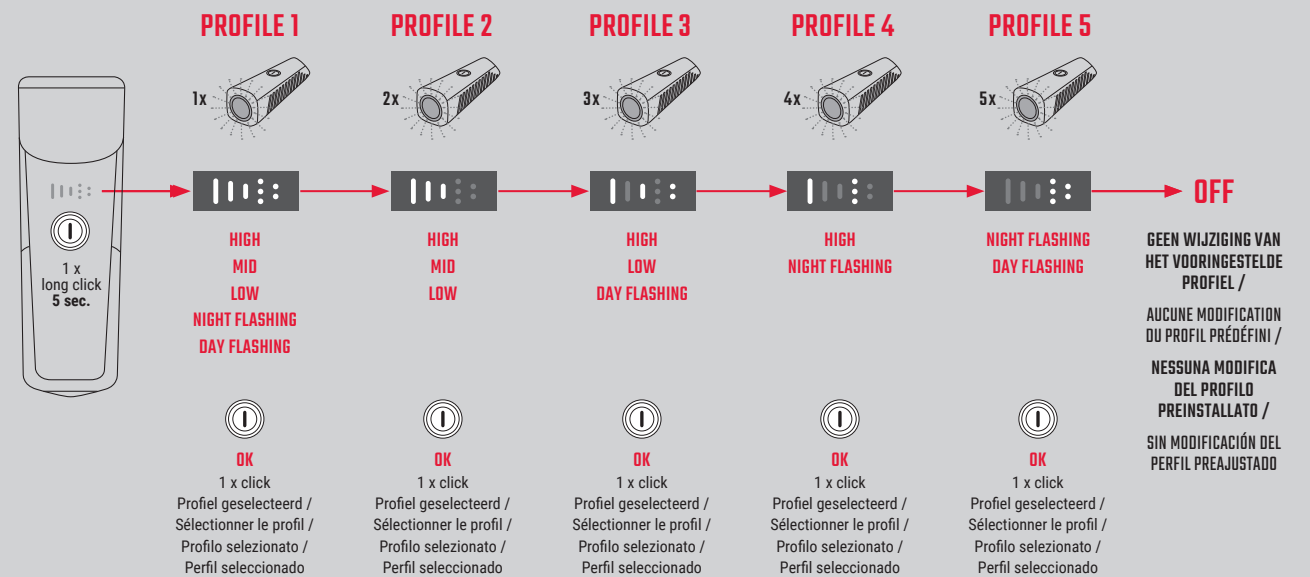 PROFILE 1
PROFILE 2
PROFILE 3
PROFILE 4
PROFILE 5
1x
2x
3x
4x
5x
1 x
long click
5 sec.
HIGH
MID
LOW
NIGHT FLASHING
DAY FLASHING
HIGH
MID
LOW
HIGH
LOW
DAY FLASHING
HIGH
NIGHT FLASHING
NIGHT FLASHING
DAY FLASHING
OFF
GEEN WIJZIGING VAN
HET VOORINGESTELDE
PROFIEL /
AUCUNE MODIFICATION
DU PROFIL PRÉDÉFINI /
NESSUNA MODIFICA
DEL PROFILO
PREINSTALLATO /
SIN MODIFICACIÓN DEL
PERFIL PREAJUSTADO
OK
1 x click
Profiel geselecteerd /
Sélectionner le profil /
Profilo selezionato /
Perfil seleccionado
OK
1 x click
Profiel geselecteerd /
Sélectionner le profil /
Profilo selezionato /
Perfil seleccionado
OK
1 x click
Profiel geselecteerd /
Sélectionner le profil /
Profilo selezionato /
Perfil seleccionado
OK
1 x click
Profiel geselecteerd /
Sélectionner le profil /
Profilo selezionato /
Perfil seleccionado
OK
1 x click
Profiel geselecteerd /
Sélectionner le profil /
Profilo selezionato /
Perfil seleccionado